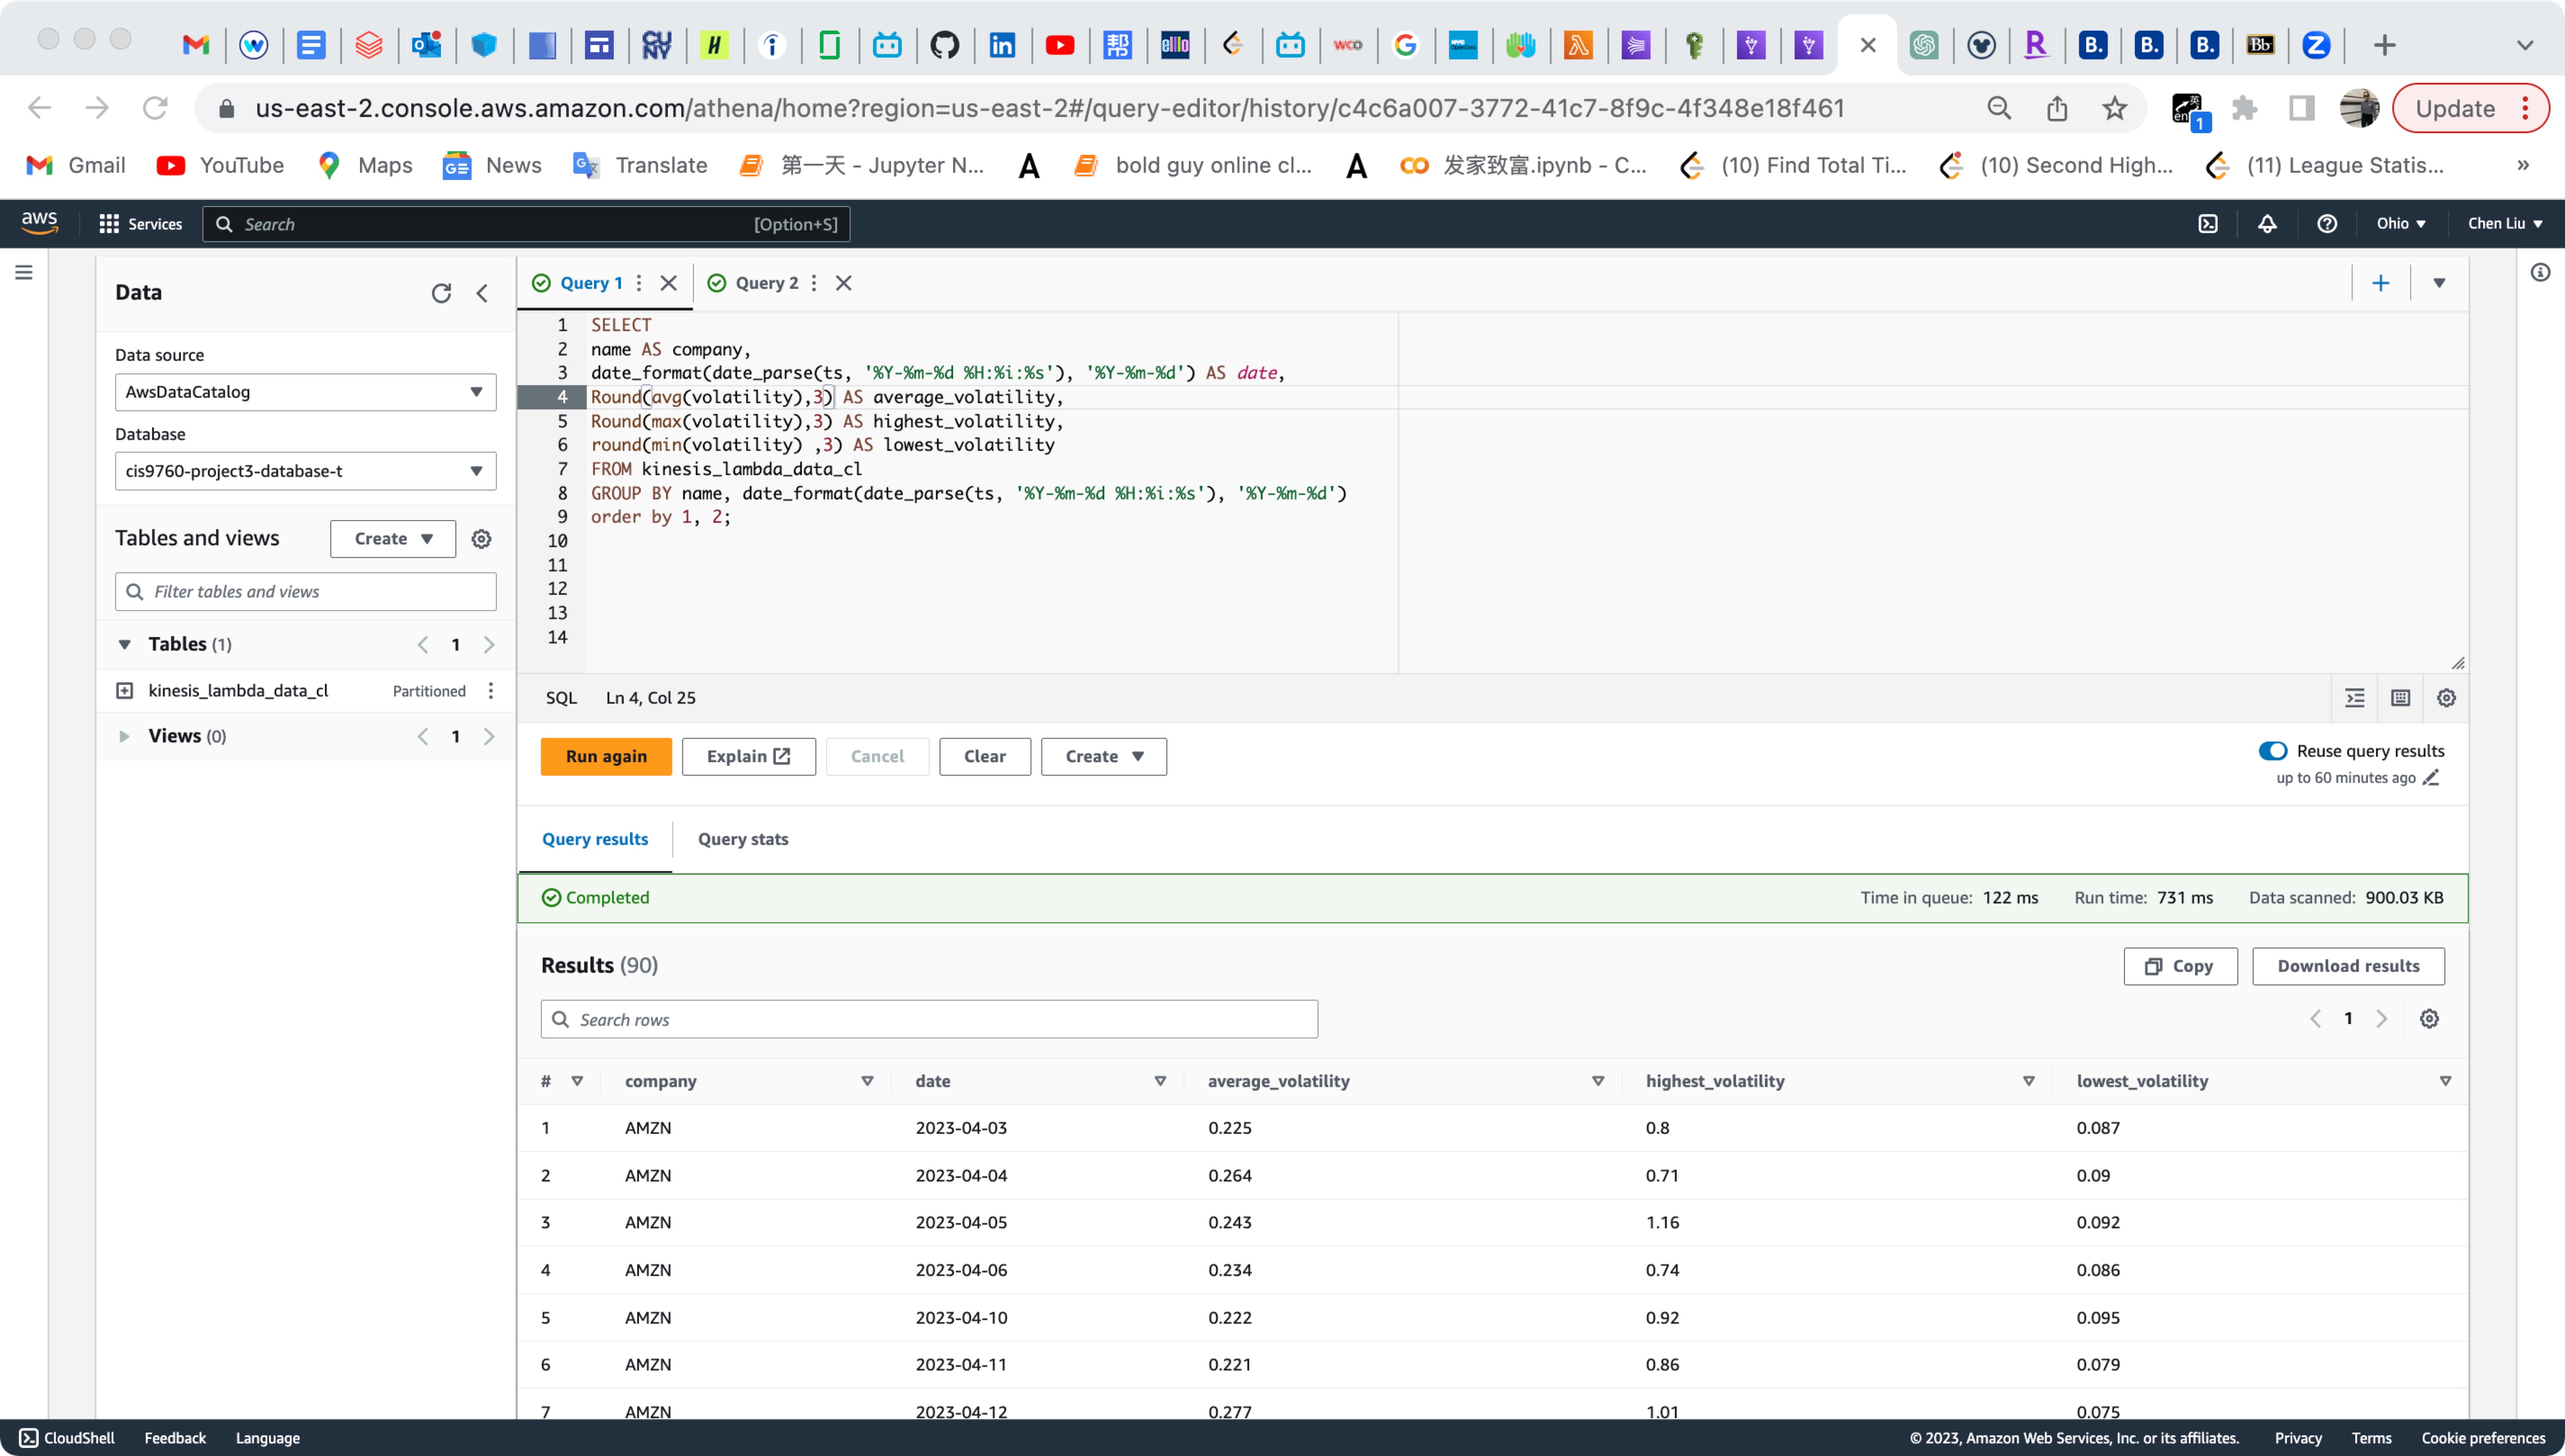 us-east-2.console.aws.amazon.com/athena/home?region=us-east-2#/query-editor/history/c4c6a007-3772-41c7-8f9c-4f348e18f461
1
Update
Gmail
YouTube
Maps
News
Translate
第一天 - Jupyter N...
bold guy online cl...
发家致富.ipynb - C...
(10) Find Total Ti...
(10) Second High...
(11) League Statis...
»
aws
Services
Search
[Option+S]
Ohio
Chen Liu
Data
Data source
AwsDataCatalog
Database
cis9760-project3-database-t
Tables and views
Create
Filter tables and views
Tables (1)
1
kinesis_lambda_data_cl
Partitioned
Views (0)
1
Query 1
Query 2
1 SELECT
2 name AS company,
3 date_format(date_parse(ts, '%Y-%m-%d %H:%i:%s'), '%Y-%m-%d') AS date,
4 Round(avg(volatility),3) AS average_volatility,
5 Round(max(volatility),3) AS highest_volatility,
6 round(min(volatility) ,3) AS lowest_volatility
7 FROM kinesis_lambda_data_cl
8 GROUP BY name, date_format(date_parse(ts, '%Y-%m-%d %H:%i:%s'), '%Y-%m-%d')
9 order by 1, 2;
10
11
12
13
14
SQL Ln 4, Col 25
Run again
Explain
Cancel
Clear
Create
Reuse query results
up to 60 minutes ago
Query results
Query stats
Completed
Time in queue: 122 ms
Run time: 731 ms
Data scanned: 900.03 KB
Results (90)
Copy
Download results
Search rows
1
# company date average_volatility highest_volatility lowest_volatility
1 AMZN 2023-04-03 0.225 0.8 0.087
2 AMZN 2023-04-04 0.264 0.71 0.09
3 AMZN 2023-04-05 0.243 1.16 0.092
4 AMZN 2023-04-06 0.234 0.74 0.086
5 AMZN 2023-04-10 0.222 0.92 0.095
6 AMZN 2023-04-11 0.221 0.86 0.079
7 AMZN 2023-04-12 0.277 1.01 0.075
CloudShell
Feedback
Language
© 2023, Amazon Web Services, Inc. or its affiliates.
Privacy
Terms
Cookie preferences